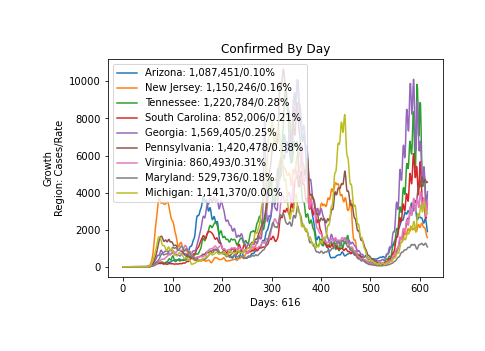 Confirmed By Day
Growth
Region: Cases/Rate
10000
8000
6000
4000
2000
0
Arizona: 1,087,451/0.10%
New Jersey: 1,150,246/0.16%
Tennessee: 1,220,784/0.28%
South Carolina: 852,006/0.21%
Georgia: 1,569,405/0.25%
Pennsylvania: 1,420,478/0.38%
Virginia: 860,493/0.31%
Maryland: 529,736/0.18%
Michigan: 1,141,370/0.00%
0 100 200 300 400 500 600
Days: 616